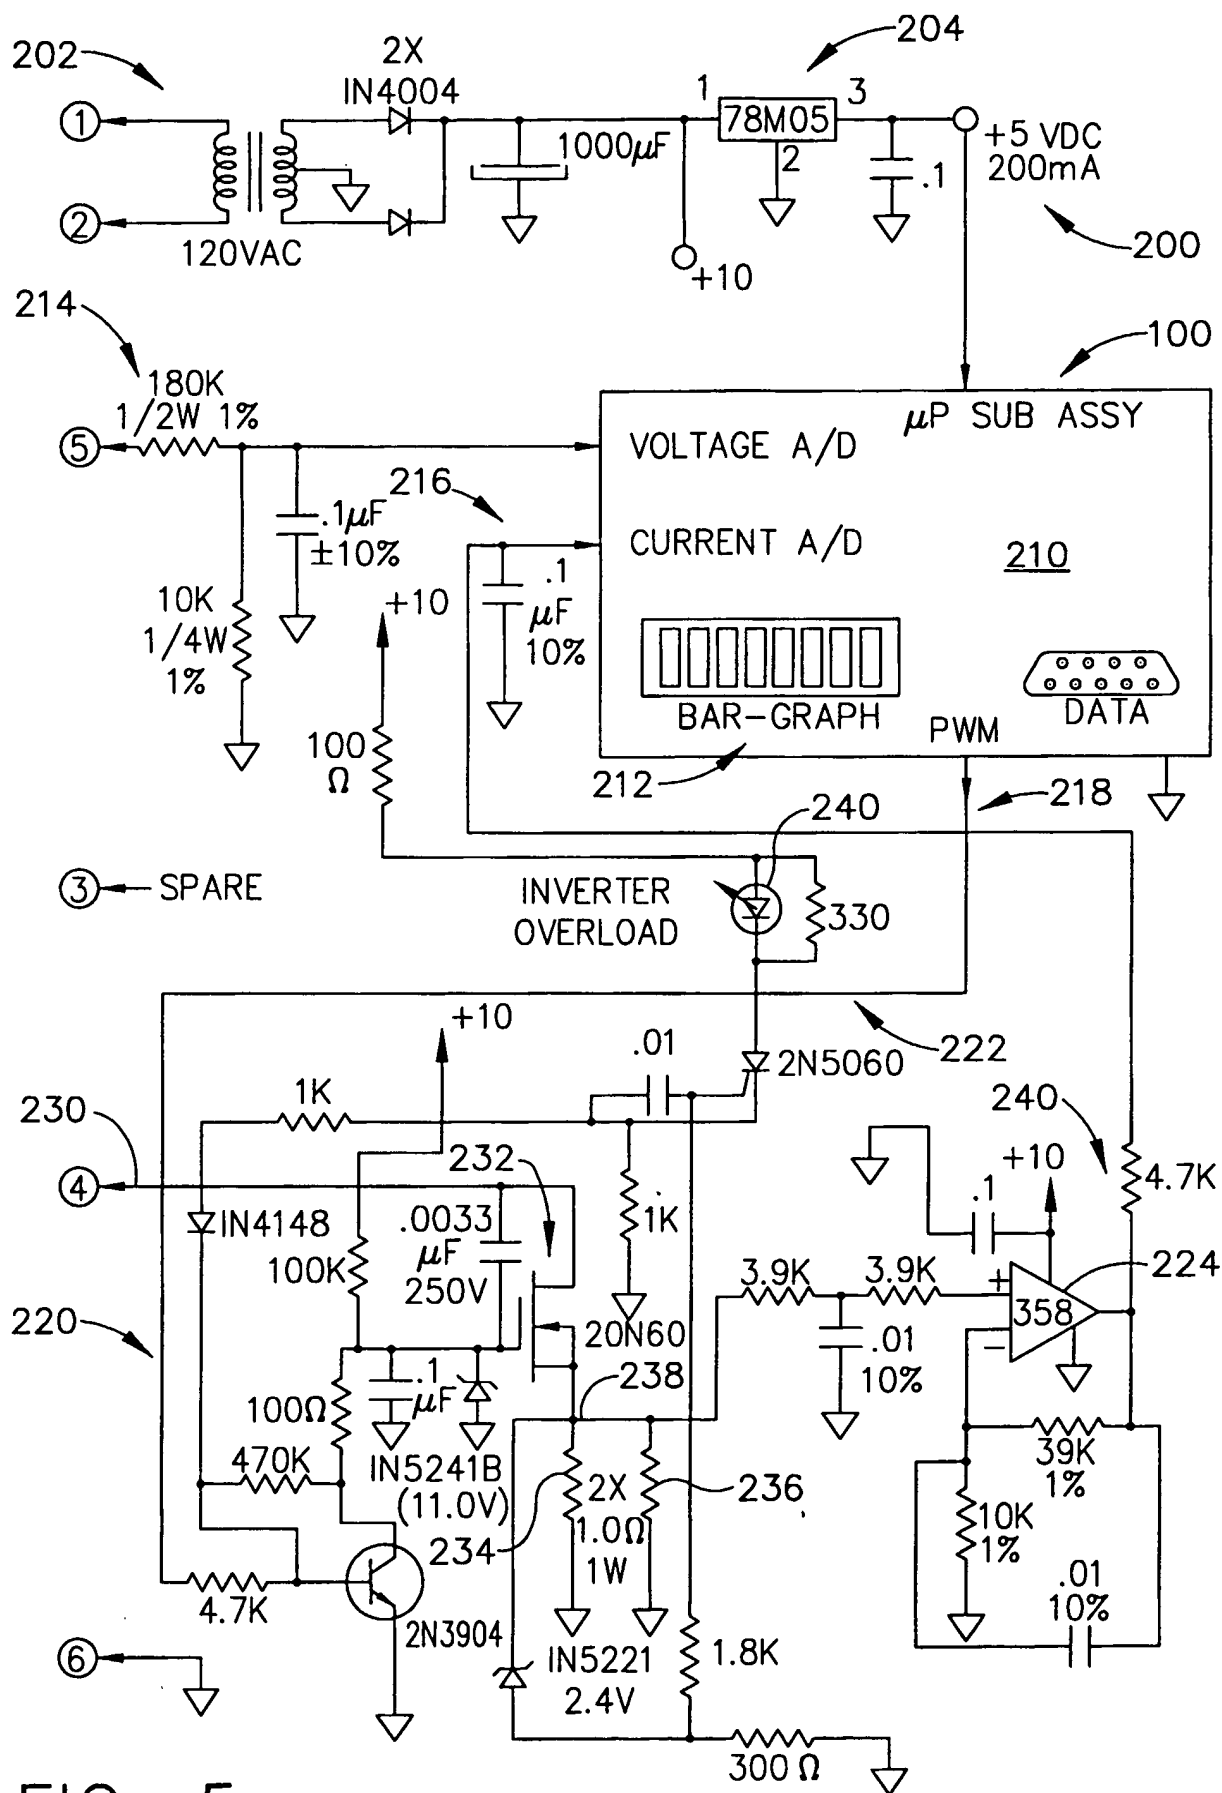 202
2X
IN4004
204
1
1
78M05
3
2
+5 VDC
200mA
1000μF
.1
2
120VAC
+10
200
214
100
180K
1/2W 1%
μP SUB ASSY
5
VOLTAGE A/D
216
.1μF
±10%
CURRENT A/D
210
+10
.1
μF
10%
10K
1/4W
1%
BAR-GRAPH
DATA
PWM
100
Ω
212
218
240
3
SPARE
INVERTER
OVERLOAD
330
+10
222
.01
2N5060
1K
230
240
232
+10
4
4.7K
IN4148
.0033
μF
250V
1K
.1
100K
3.9K
3.9K
+
224
358
−
220
20N60
.01
10%
238
.1
μF
100Ω
39K
1%
470K
IN5241B
(11.0V)
2X
1.0Ω
1W
236
234
10K
1%
4.7K
2N3904
.01
10%
6
IN5221
2.4V
1.8K
300Ω
FIG. 5